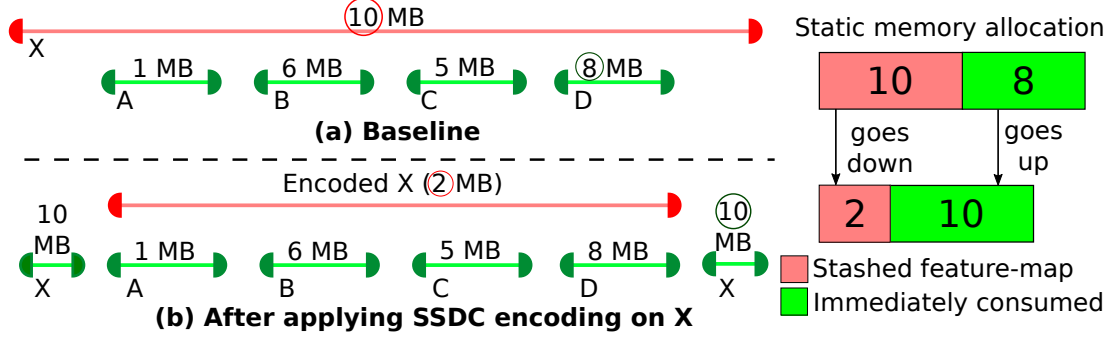 10 MB
X
1 MB 6 MB 5 MB 8 MB
A B C D
(a) Baseline
Encoded X (2 MB)
10
MB
1 MB 6 MB 5 MB 8 MB
10
MB
X A B C D X
(b) After applying SSDC encoding on X
Static memory allocation
10 8
goes
down
goes
up
2 10
Stashed feature-map
Immediately consumed